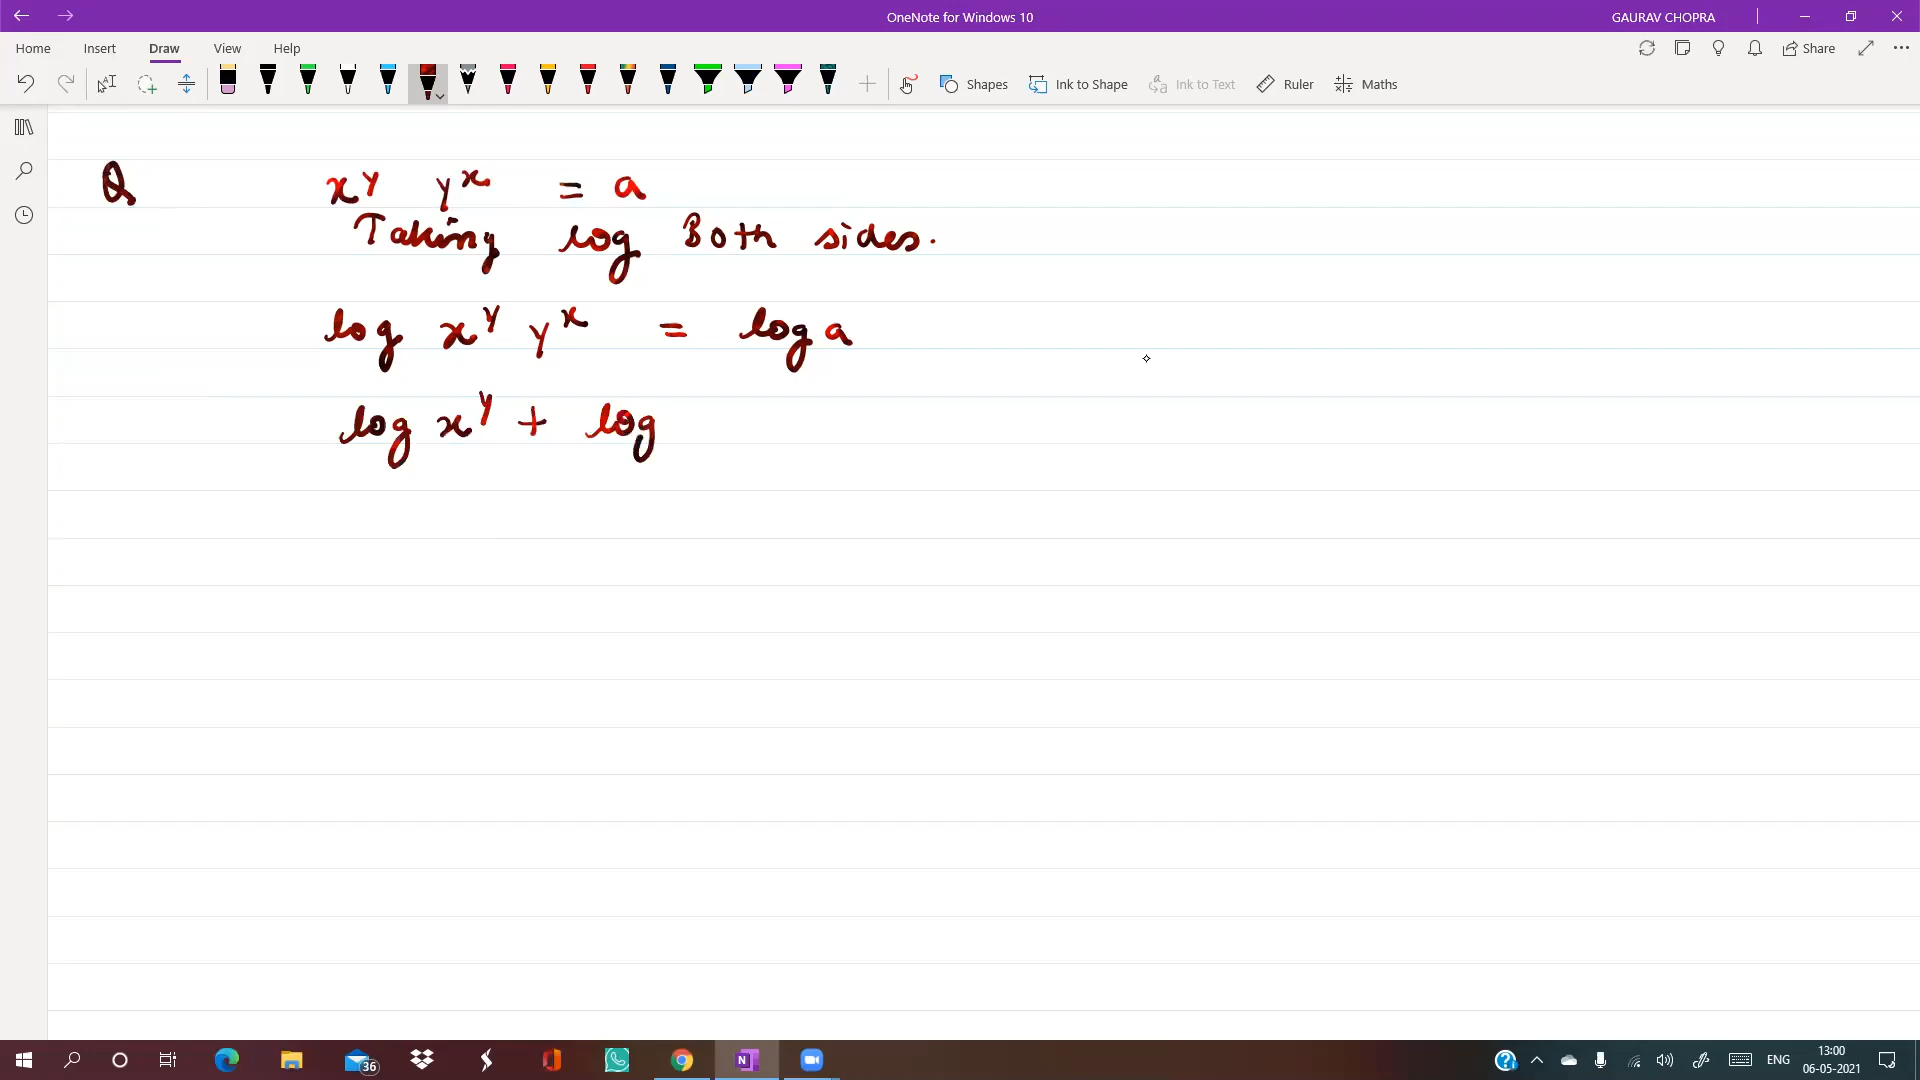 OneNote for Windows 10
GAURAV CHOPRA
Home Insert Draw View Help
Share
Shapes Ink to Shape Ink to Text Ruler Maths
Q x^y y^x = a
Taking log Both sides.
log x^y y^x = log a
log x^y + log
36
ENG
13:00
06-05-2021